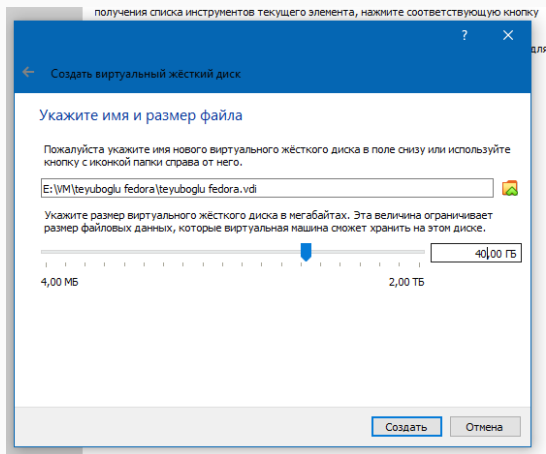 получения списка инструментов текущего элемента, нажмите соответствующую кнопку
?
для
Создать виртуальный жёсткий диск
Укажите имя и размер файла
Пожалуйста укажите имя нового виртуального жёсткого диска в поле снизу или используйте
кнопку с иконкой папки справа от него.
E:\VM\teyuboglu fedora\teyuboglu fedora.vdi
Укажите размер виртуального жёсткого диска в мегабайтах. Эта величина ограничивает
размер файловых данных, которые виртуальная машина сможет хранить на этом диске.
40,00 ГБ
4,00 МБ 2,00 ТБ
Создать Отмена